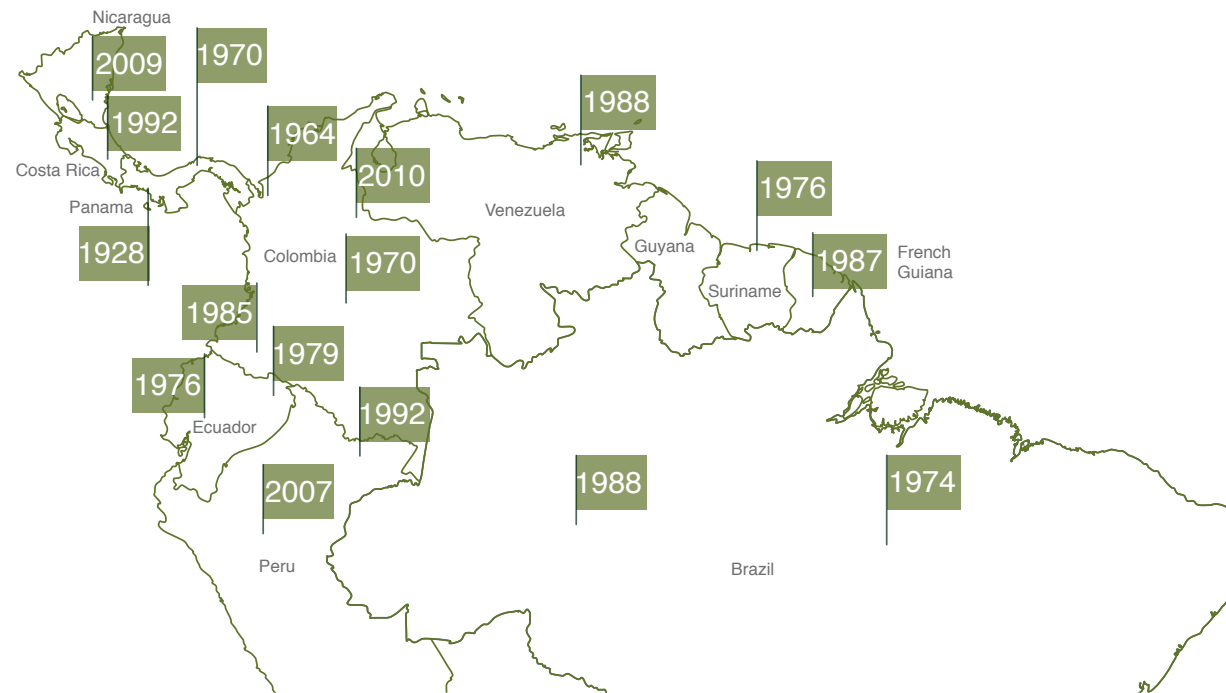 Nicaragua
2009
1970
1992
1964
1988
Costa Rica
2010
1976
Panama
Venezuela
1928
Colombia
1970
Guyana
1987
French
Guiana
Suriname
1985
1979
1976
1992
Ecuador
2007
1988
1974
Peru
Brazil